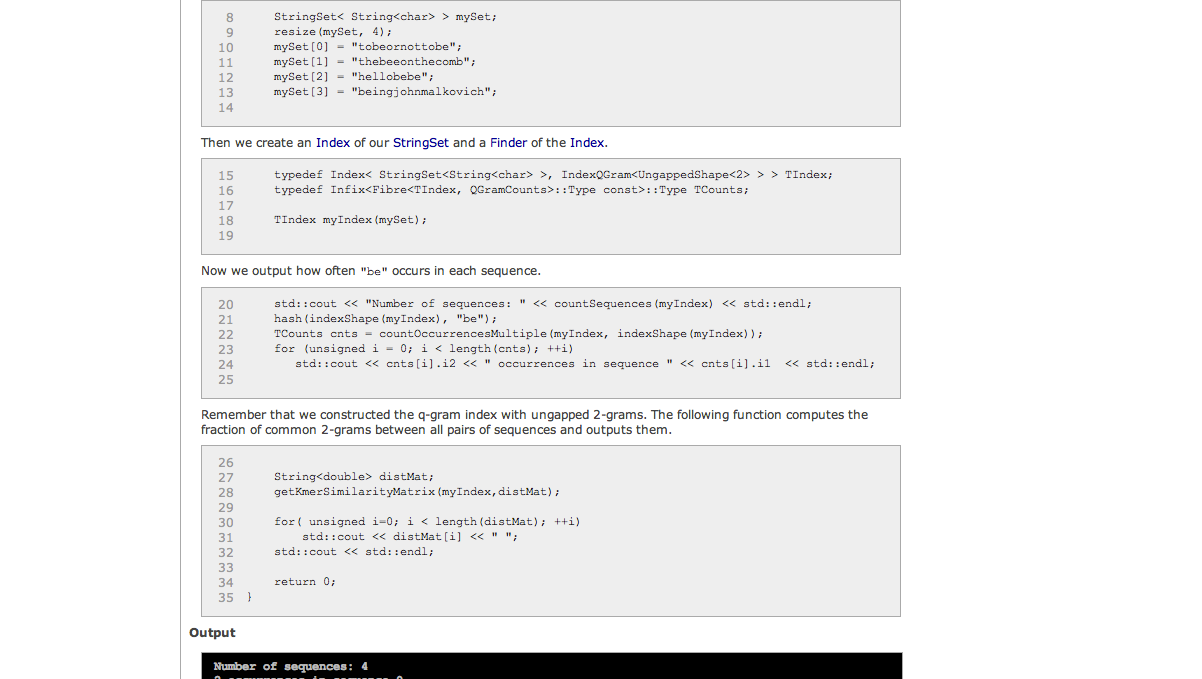 8 StringSet< String<char> > mySet;
9 resize(mySet, 4);
10 mySet[0] = "tobeornottobe";
11 mySet[1] = "thebeeonthecomb";
12 mySet[2] = "hellobebe";
13 mySet[3] = "beingjohnmalkovich";
14
Then we create an Index of our StringSet and a Finder of the Index.
15 typedef Index< StringSet<String<char> >, IndexQGram<UngappedShape<2> > > TIndex;
16 typedef Infix<Fibre<TIndex, QGramCounts>::Type const>::Type TCounts;
17
18 TIndex myIndex(mySet);
19
Now we output how often "be" occurs in each sequence.
20 std::cout << "Number of sequences: " << countSequences(myIndex) << std::endl;
21 hash(indexShape(myIndex), "be");
22 TCounts cnts = countOccurrencesMultiple(myIndex, indexShape(myIndex));
23 for (unsigned i = 0; i < length(cnts); ++i)
24 std::cout << cnts[i].i2 << " occurrences in sequence " << cnts[i].i1  << std::endl;
25
Remember that we constructed the q-gram index with ungapped 2-grams. The following function computes the
fraction of common 2-grams between all pairs of sequences and outputs them.
26
27 String<double> distMat;
28 getKmerSimilarityMatrix(myIndex,distMat);
29
30 for( unsigned i=0; i < length(distMat); ++i)
31 std::cout << distMat[i] << " ";
32 std::cout << std::endl;
33
34 return 0;
35 }
Output
Number of sequences: 4